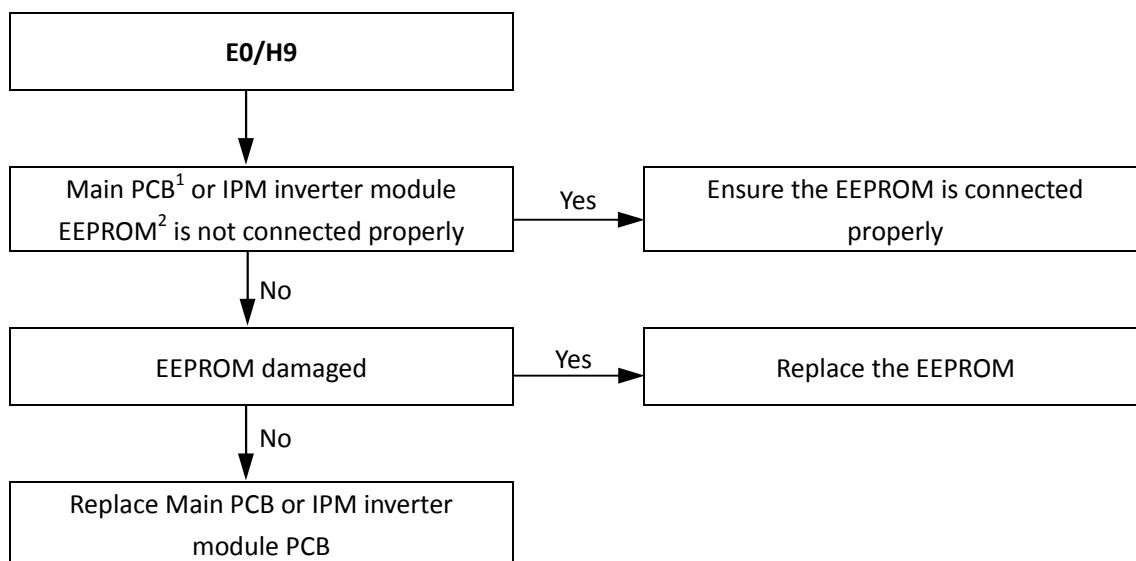 E0/H9
Main PCB¹ or IPM inverter module
EEPROM² is not connected properly
Yes
Ensure the EEPROM is connected
properly
No
EEPROM damaged
Yes
Replace the EEPROM
No
Replace Main PCB or IPM inverter
module PCB